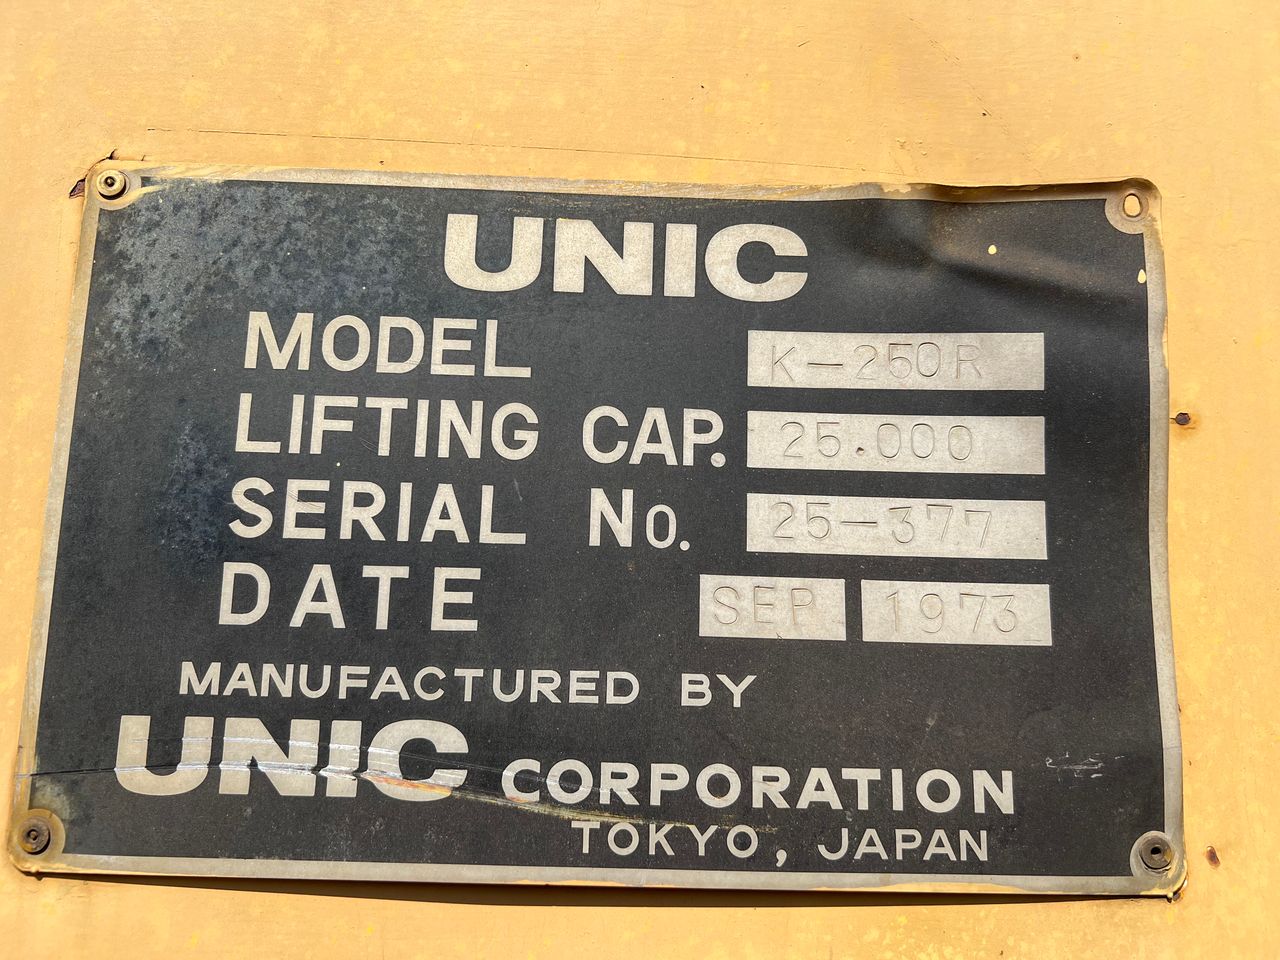 UNIC
MODEL K-250R
LIFTING CAP. 25.000
SERIAL No. 25-377
DATE SEP 1973
MANUFACTURED BY
UNIC CORPORATION
TOKYO, JAPAN